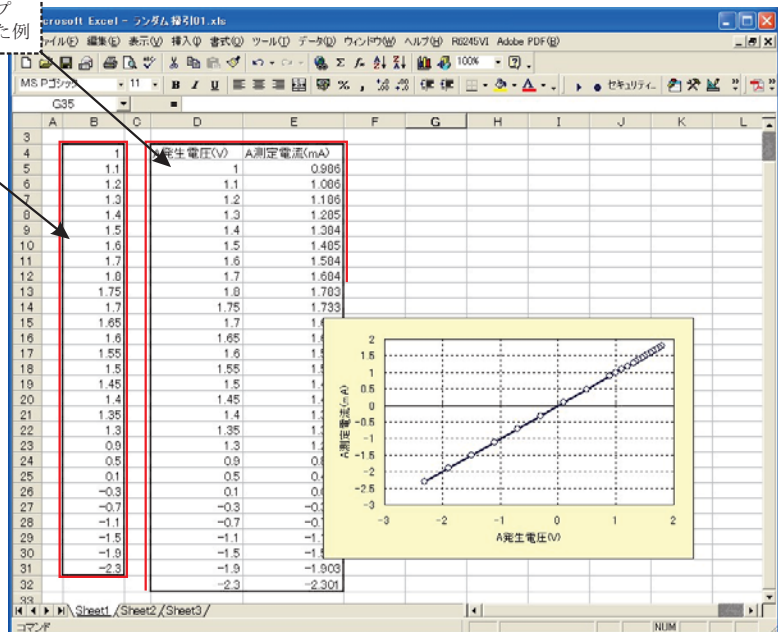 プ
た例
crosoft Excel - ランダム掃引01.xls
ァイル(F) 編集(E) 表示(V) 挿入(I) 書式(O) ツール(T) データ(D) ウィンドウ(W) ヘルプ(H) R6245VI Adobe PDF(B)
MS Pゴシック 11 B I U 100% セキュリティ...
G35 =
A B C D E F G H I J K L
3
4 1 A発生電圧(V) A測定電流(mA)
5 1.1 1 0.986
6 1.2 1.1 1.086
7 1.3 1.2 1.186
8 1.4 1.3 1.285
9 1.5 1.4 1.384
10 1.6 1.5 1.485
11 1.7 1.6 1.584
12 1.8 1.7 1.684
13 1.75 1.8 1.783
14 1.7 1.75 1.733
15 1.65 1.7
16 1.6 1.65
17 1.55 1.6
18 1.5 1.55
19 1.45 1.5
20 1.4 1.45
21 1.35 1.4
22 1.3 1.35
23 0.9 1.3
24 0.5 0.9
25 0.1 0.5
26 -0.3 0.1
27 -0.7 -0.3
28 -1.1 -0.7
29 -1.5 -1.1
30 -1.9 -1.5
31 -2.3 -1.9 -1.903
32 -2.3 -2.301
33
A測定電流(mA)
2
1.5
1
0.5
0
-0.5
-1
-1.5
-2
-2.5
-3
-3 -2 -1 0 1 2
A発生電圧(V)
Sheet1 Sheet2 Sheet3
コマンド NUM